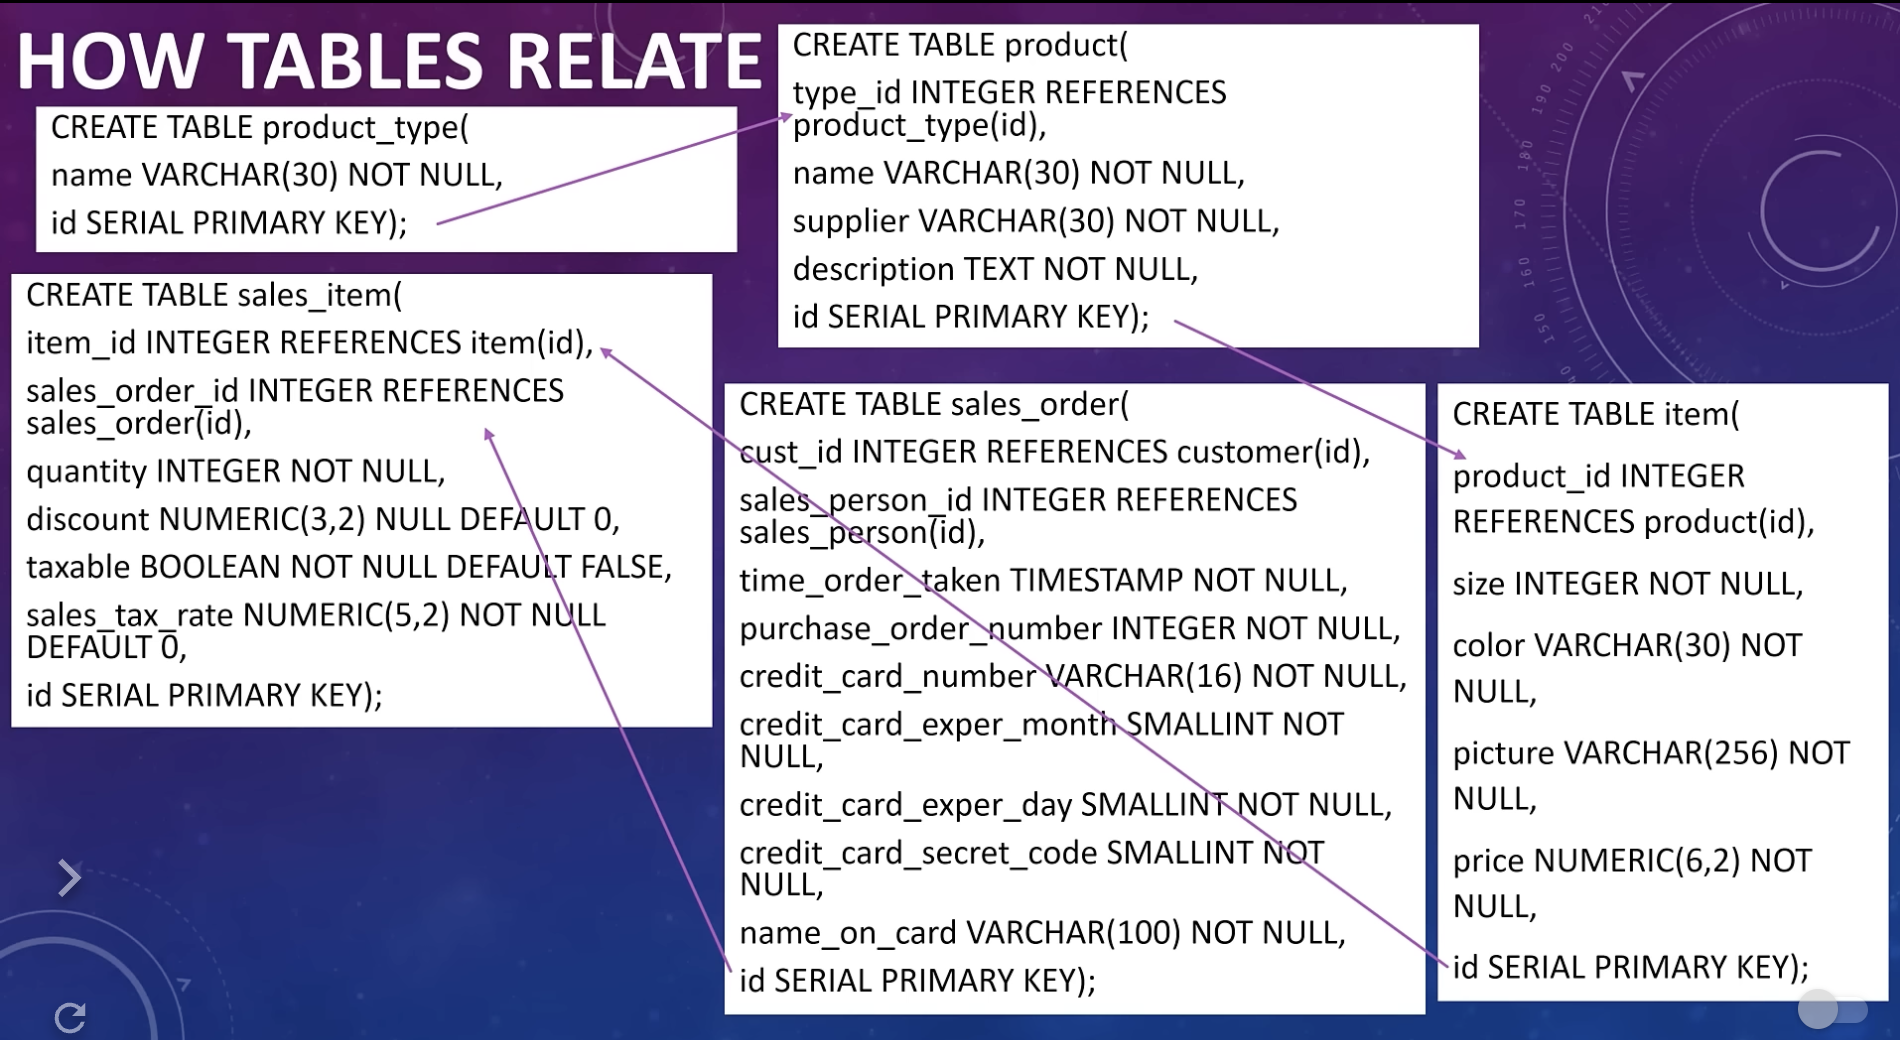 HOW TABLES RELATE
CREATE TABLE product_type(
name VARCHAR(30) NOT NULL,
id SERIAL PRIMARY KEY);
CREATE TABLE product(
type_id INTEGER REFERENCES
product_type(id),
name VARCHAR(30) NOT NULL,
supplier VARCHAR(30) NOT NULL,
description TEXT NOT NULL,
id SERIAL PRIMARY KEY);
CREATE TABLE sales_item(
item_id INTEGER REFERENCES item(id),
sales_order_id INTEGER REFERENCES
sales_order(id),
quantity INTEGER NOT NULL,
discount NUMERIC(3,2) NULL DEFAULT 0,
taxable BOOLEAN NOT NULL DEFAULT FALSE,
sales_tax_rate NUMERIC(5,2) NOT NULL
DEFAULT 0,
id SERIAL PRIMARY KEY);
CREATE TABLE sales_order(
cust_id INTEGER REFERENCES customer(id),
sales_person_id INTEGER REFERENCES
sales_person(id),
time_order_taken TIMESTAMP NOT NULL,
purchase_order_number INTEGER NOT NULL,
credit_card_number VARCHAR(16) NOT NULL,
credit_card_exper_month SMALLINT NOT
NULL,
credit_card_exper_day SMALLINT NOT NULL,
credit_card_secret_code SMALLINT NOT
NULL,
name_on_card VARCHAR(100) NOT NULL,
id SERIAL PRIMARY KEY);
CREATE TABLE item(
product_id INTEGER
REFERENCES product(id),
size INTEGER NOT NULL,
color VARCHAR(30) NOT
NULL,
picture VARCHAR(256) NOT
NULL,
price NUMERIC(6,2) NOT
NULL,
id SERIAL PRIMARY KEY);
200
190
180
170
160
150